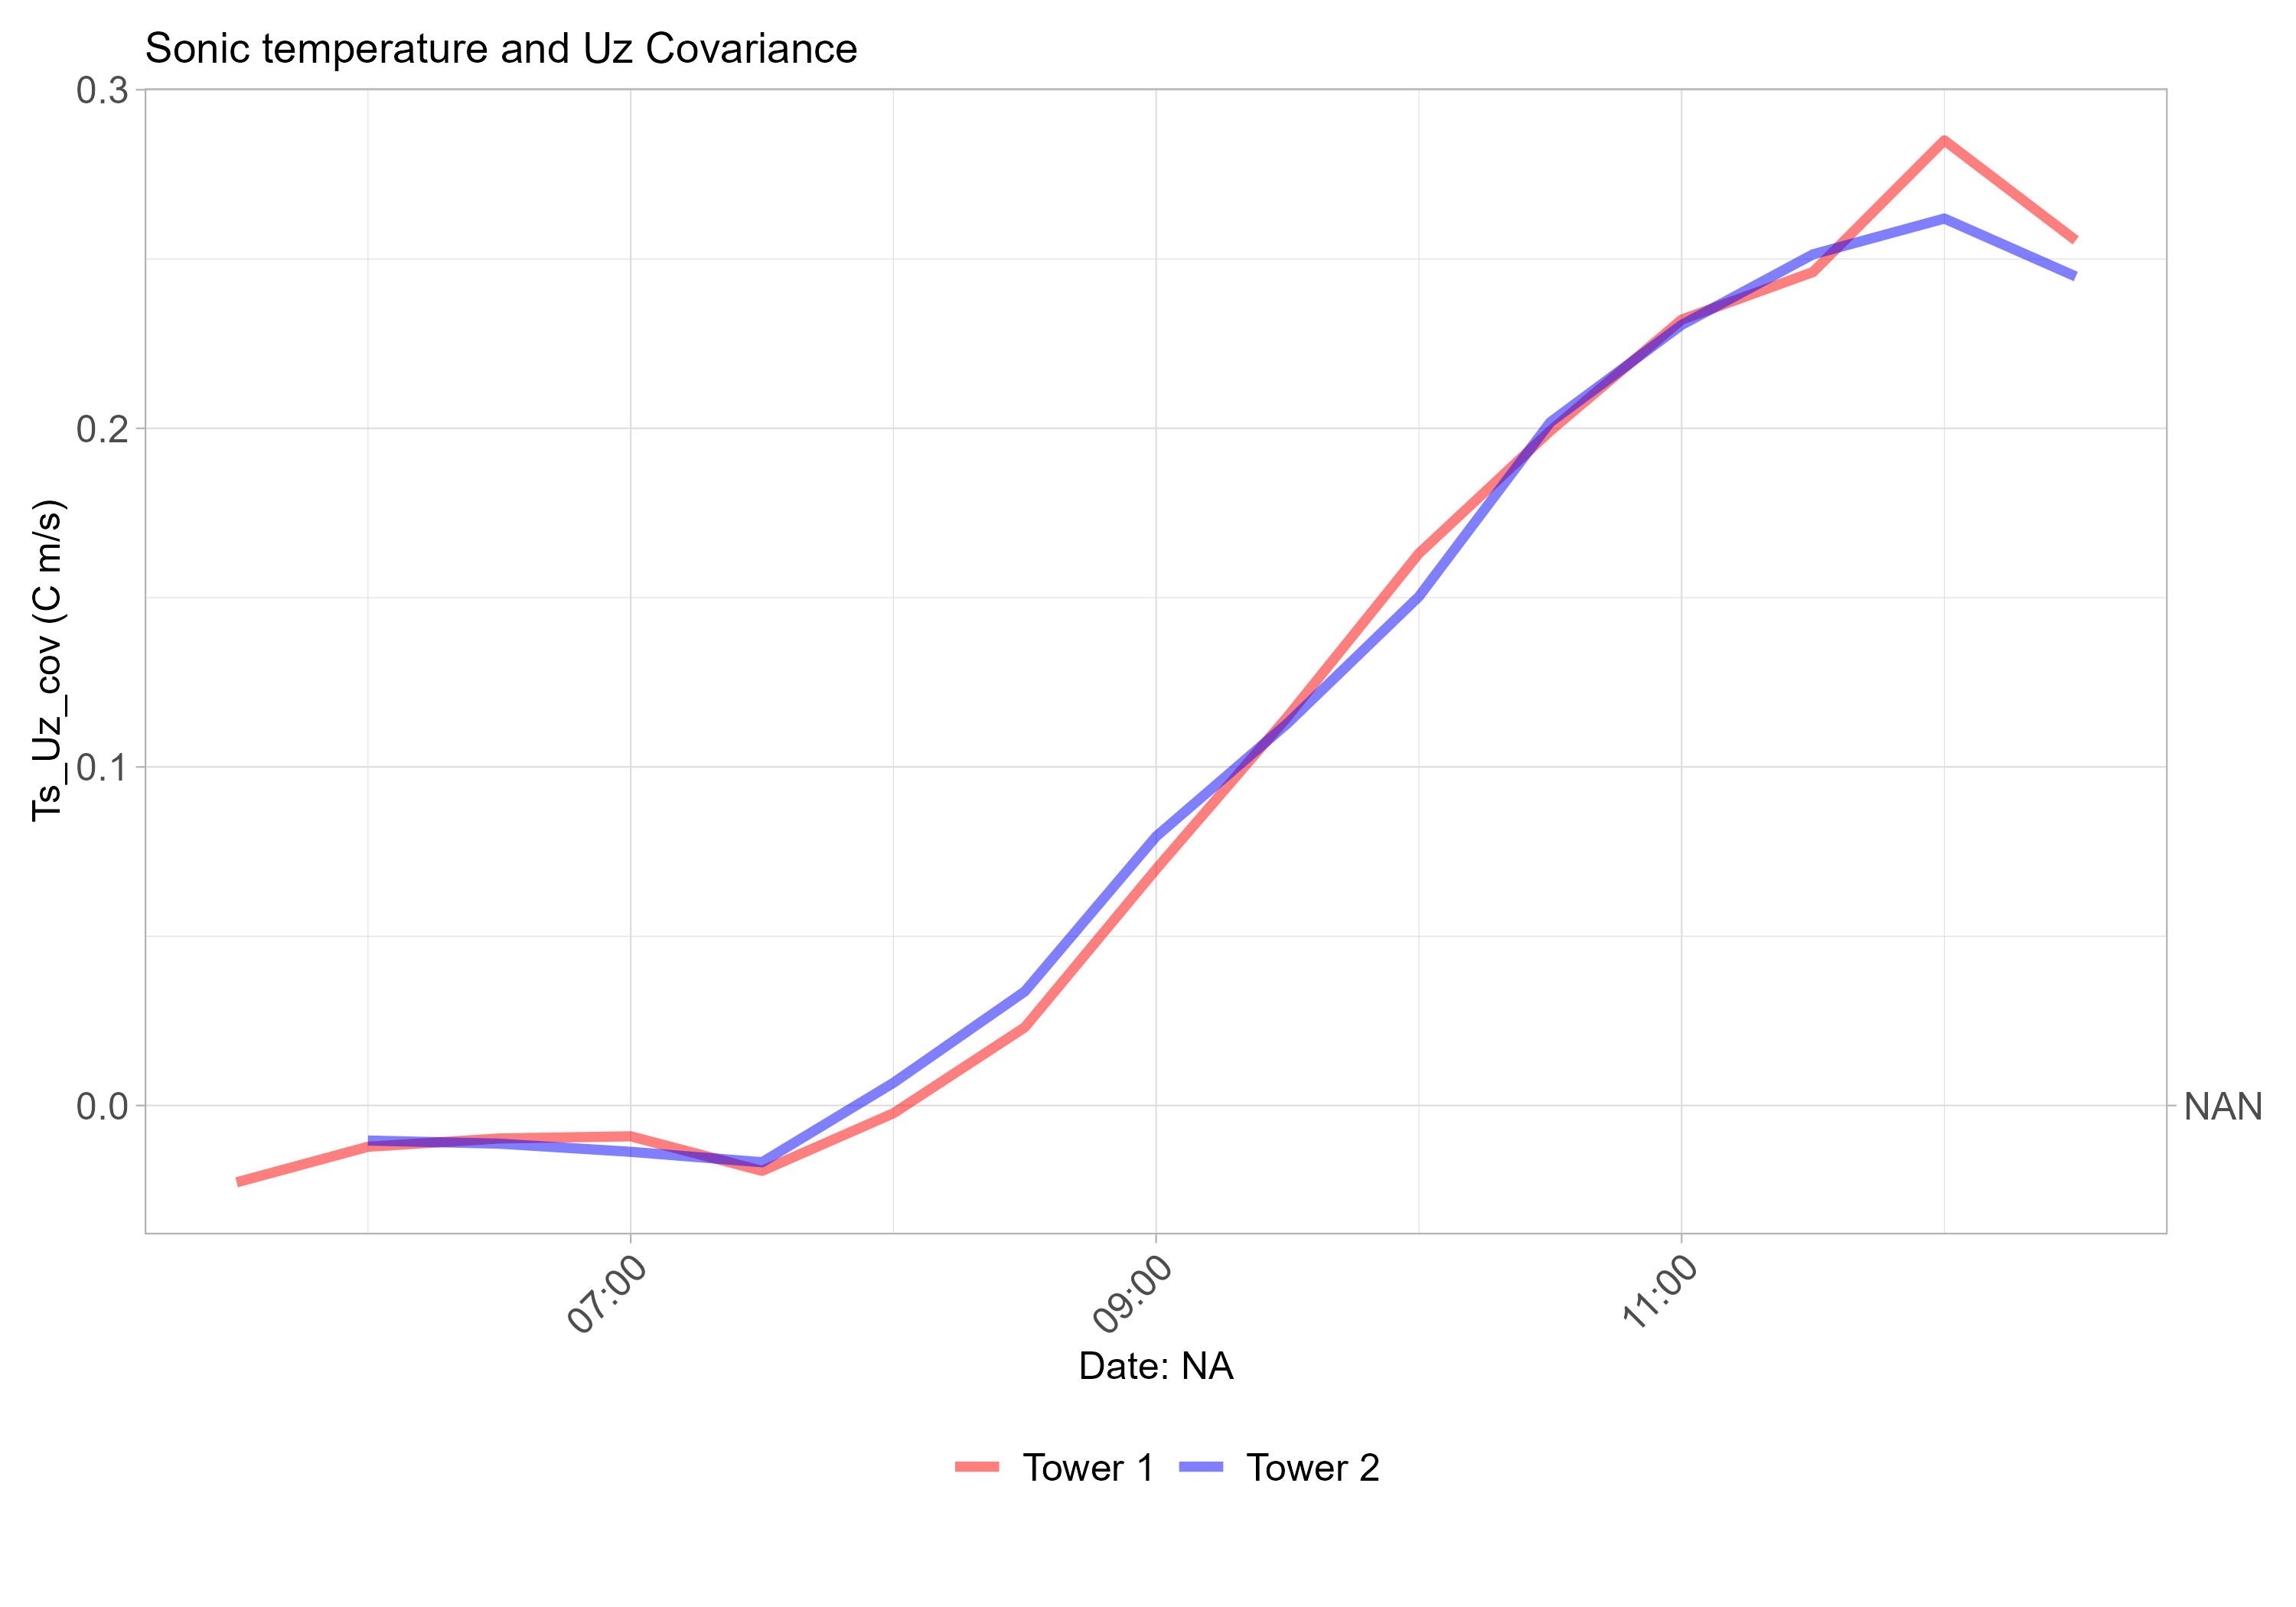 Sonic temperature and Uz Covariance
Ts_Uz_cov (C m/s)
0.3
0.2
0.1
0.0
NAN
07:00
09:00
11:00
Date: NA
Tower 1
Tower 2